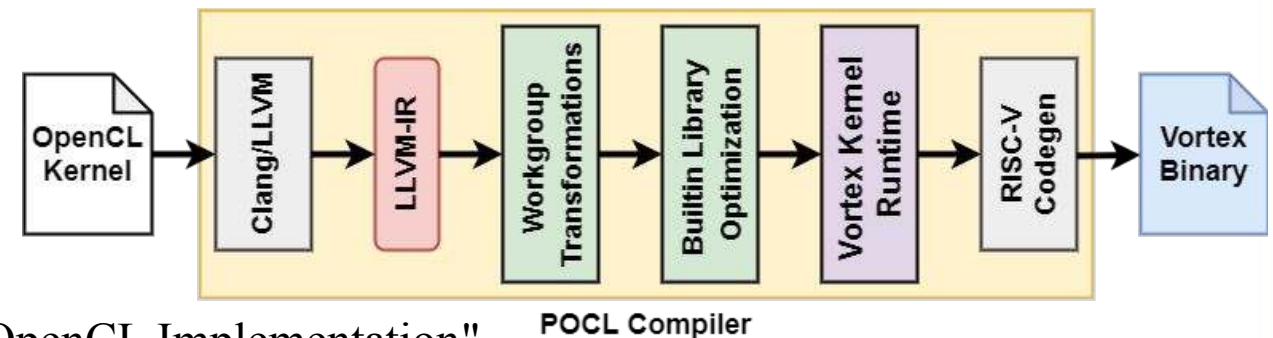 OpenCL
Kernel
Clang/LLVM
LLVM-IR
Workgroup
Transformations
Builtin Library
Optimization
Vortex Kernel
Runtime
RISC-V
Codegen
Vortex
Binary
POCL Compiler
OpenCL Implementation"